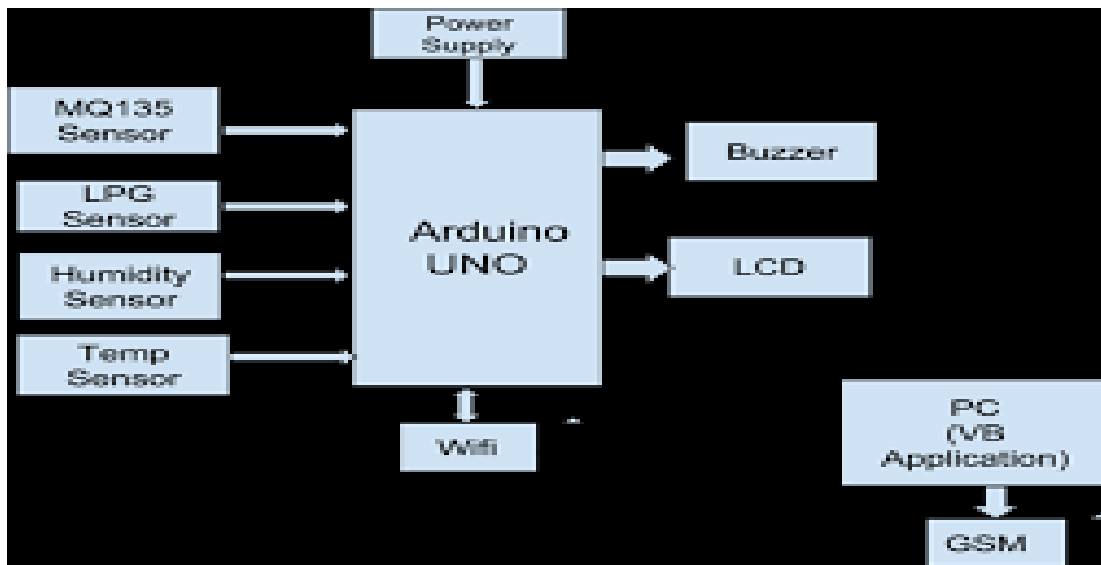 Power
Supply
MQ135
Sensor
Buzzer
LPG
Sensor
Arduino
UNO
Humidity
Sensor
LCD
Temp
Sensor
Wifi
PC
(VB
Application)
GSM